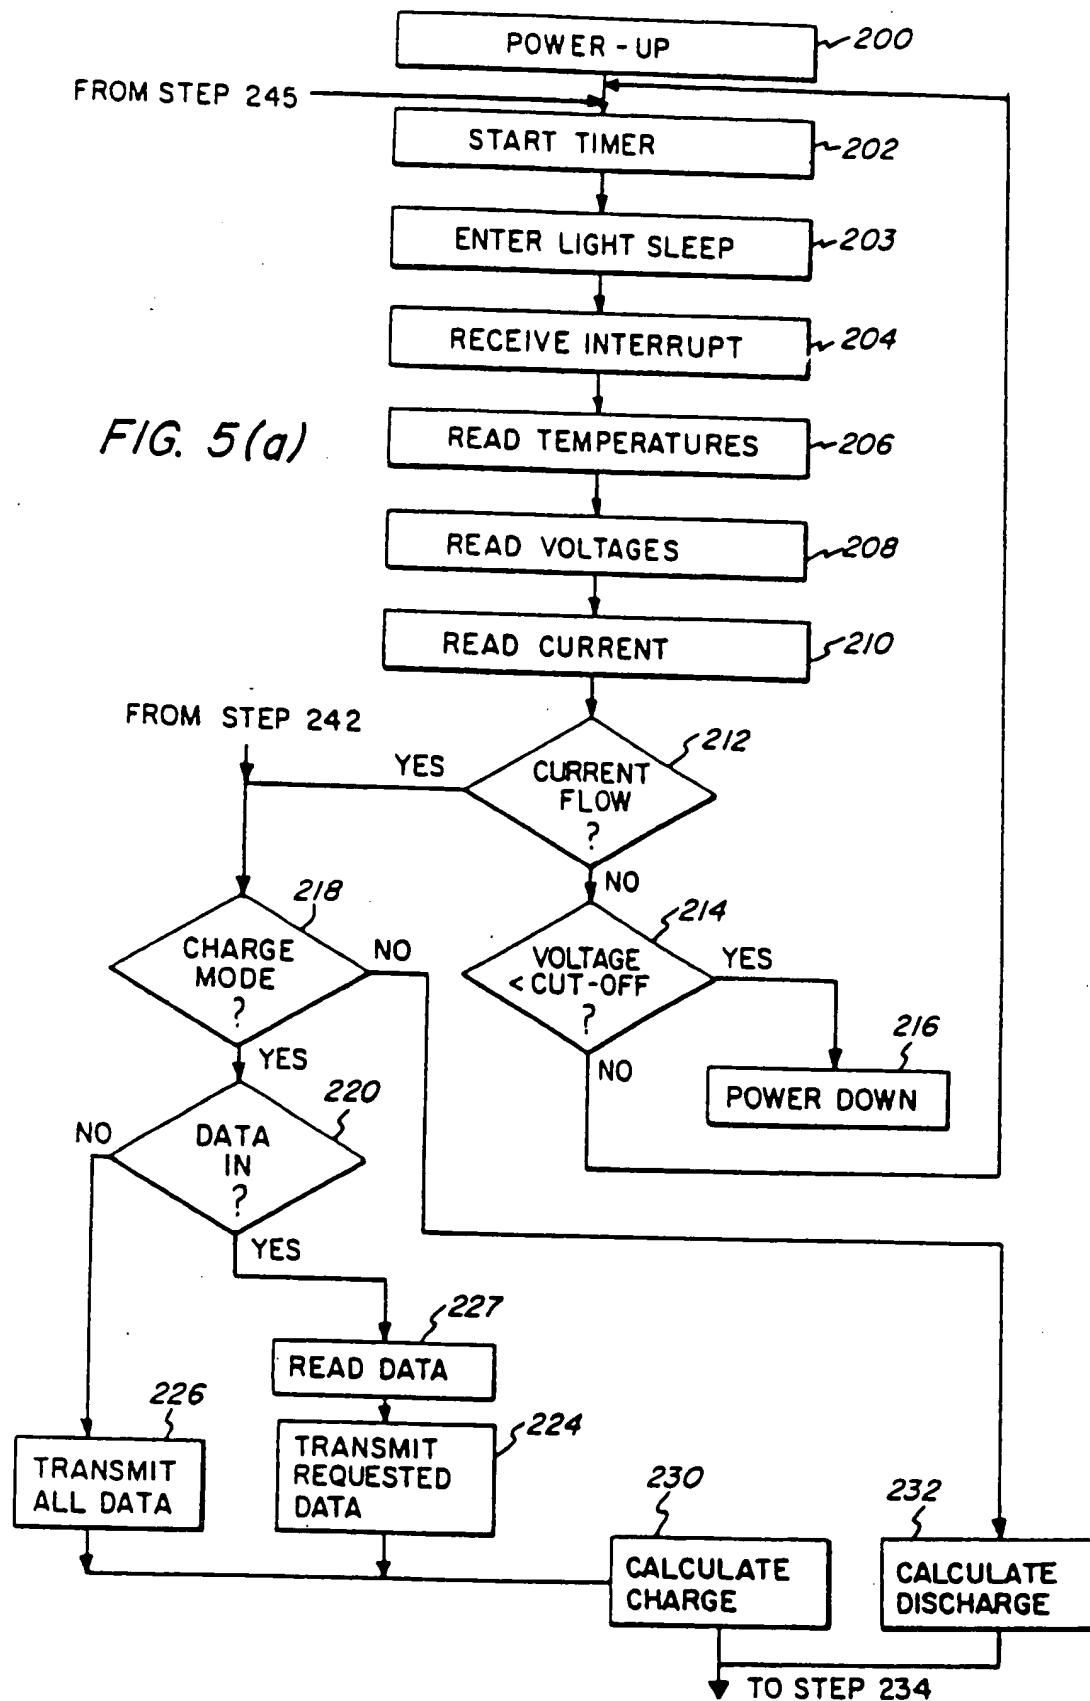 POWER-UP
200
FROM STEP 245
START TIMER
202
ENTER LIGHT SLEEP
203
RECEIVE INTERRUPT
204
FIG. 5(a)
READ TEMPERATURES
206
READ VOLTAGES
208
READ CURRENT
210
FROM STEP 242
212
YES
CURRENT
FLOW
?
NO
218
214
CHARGE
MODE
?
NO
VOLTAGE
< CUT-OFF
?
YES
YES
NO
216
POWER DOWN
220
NO
DATA
IN
?
YES
227
READ DATA
226
224
TRANSMIT
ALL DATA
TRANSMIT
REQUESTED
DATA
230
232
CALCULATE
CHARGE
CALCULATE
DISCHARGE
TO STEP 234